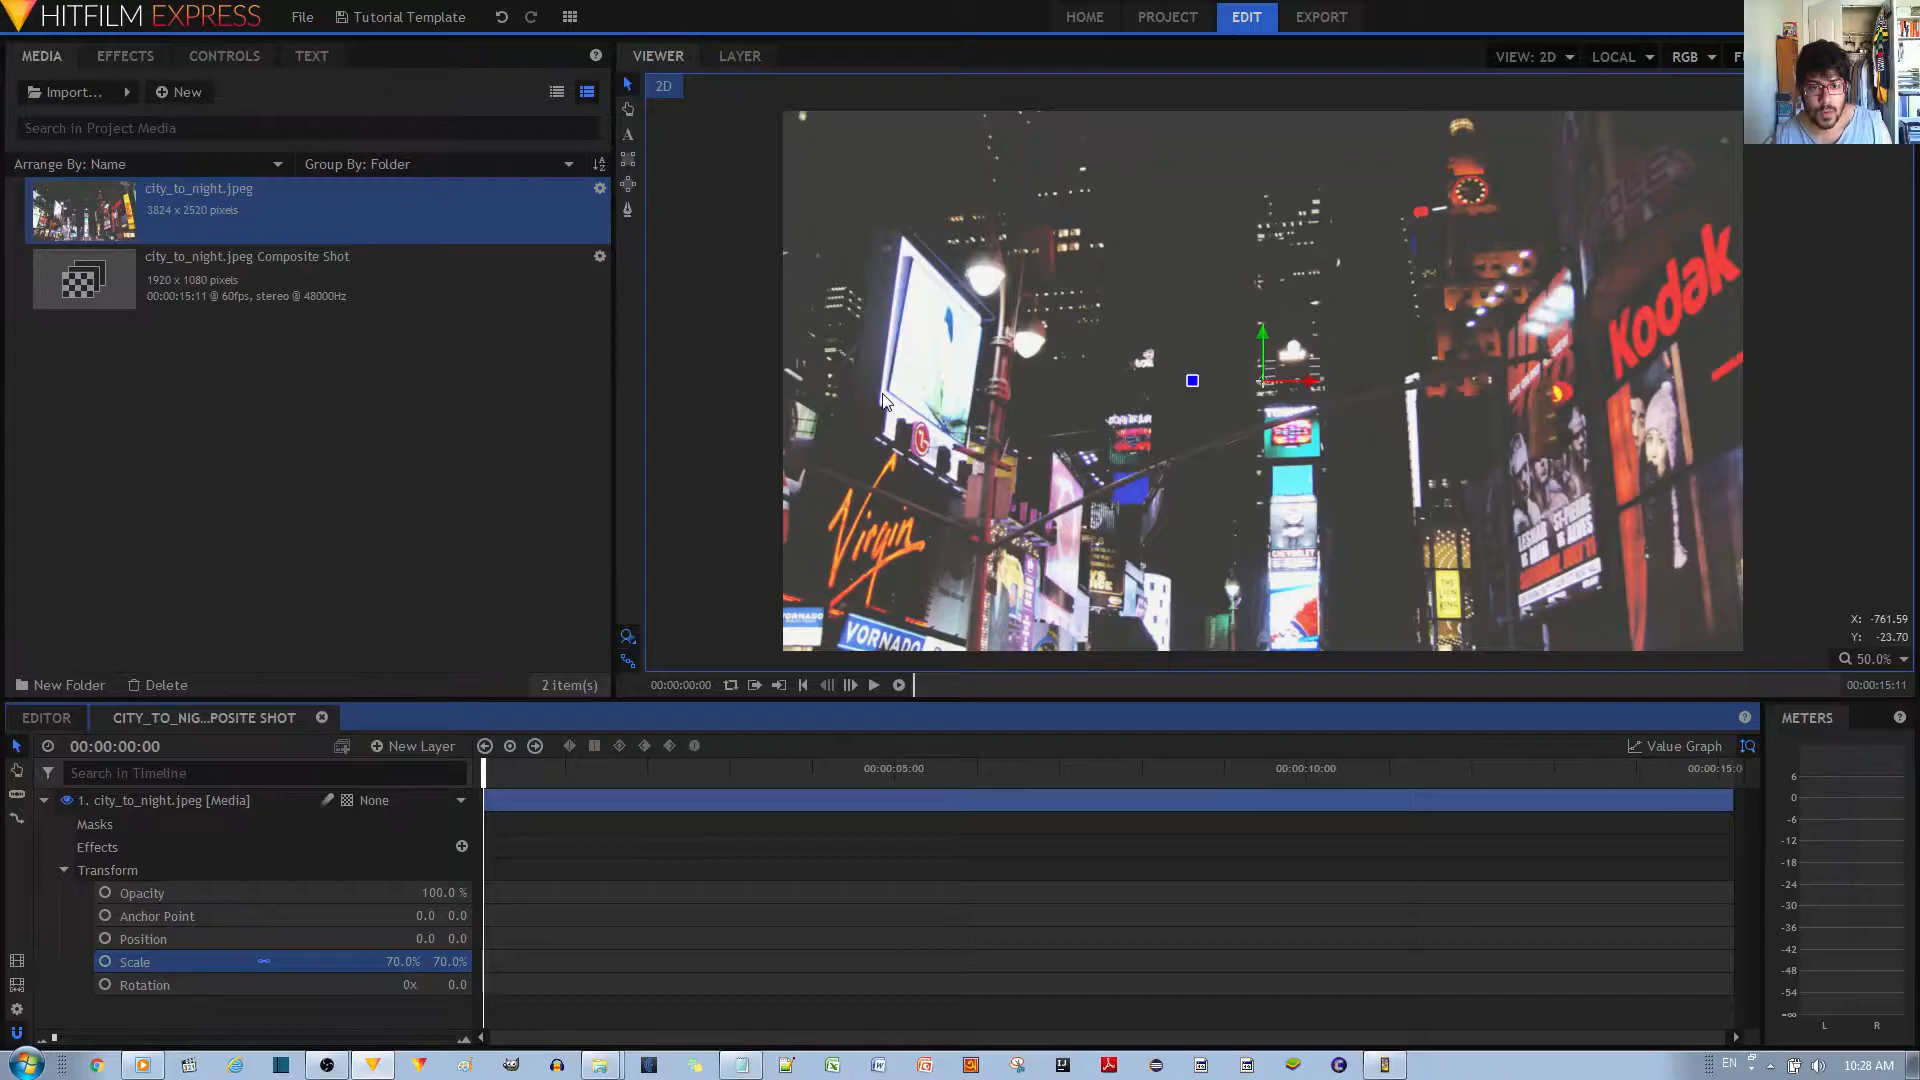 HITFILM EXPRESS
File
Tutorial Template
HOME
PROJECT
EDIT
EXPORT
MEDIA
EFFECTS
CONTROLS
TEXT
VIEWER
LAYER
VIEW: 2D
LOCAL
RGB
Import...
New
2D
Search in Project Media
Arrange By: Name
Group By: Folder
city_to_night.jpeg
3824 x 2520 pixels
city_to_night.jpeg Composite Shot
1920 x 1080 pixels
00:00:15:11 @ 60fps, stereo @ 48000Hz
Kodak
TOSHIBA
Virgin
CHEVROLET
THE LION KING
VORNADO
VORNADO
X: -761.59
Y: -23.70
50.0%
New Folder
Delete
2 item(s)
00:00:00:00
00:00:15:11
EDITOR
CITY_TO_NIG...POSITE SHOT
METERS
00:00:00:00
New Layer
Value Graph
Search in Timeline
00:00:05:00
00:00:10:00
00:00:15:0
1. city_to_night.jpeg [Media]
None
Masks
Effects
Transform
Opacity
100.0 %
Anchor Point
0.0 0.0
Position
0.0 0.0
Scale
70.0% 70.0%
Rotation
0x 0.0
6
0
-6
-12
-18
-24
-30
-36
-42
-48
-54
-∞
L R
EN
10:28 AM